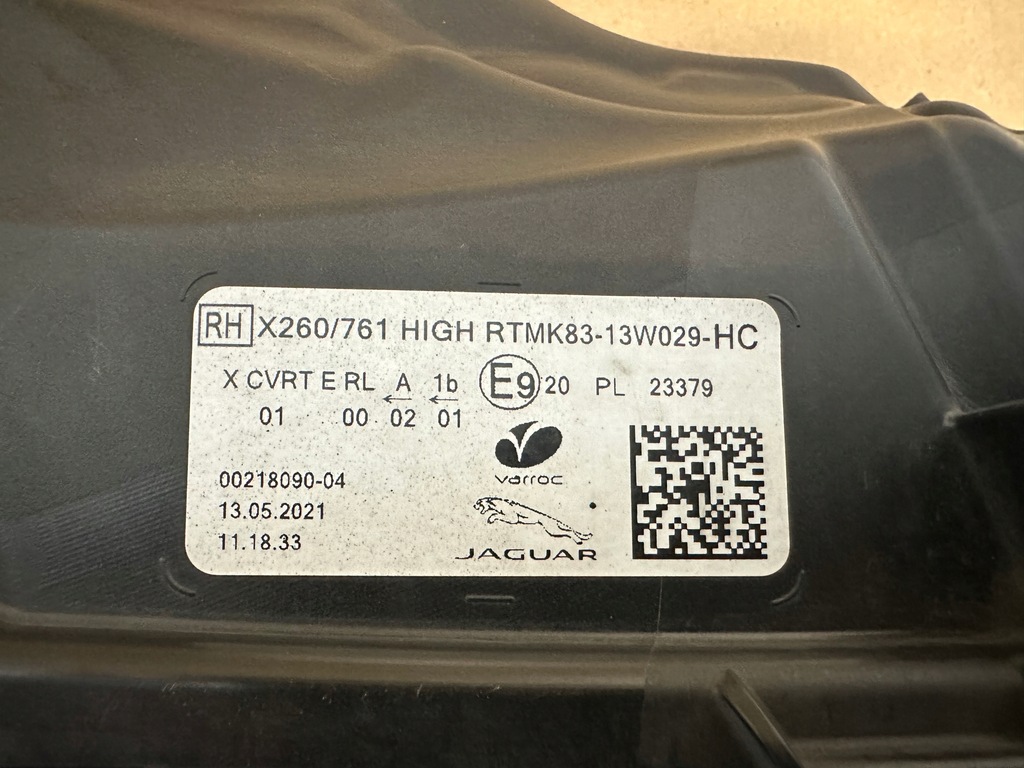 RH X260/761 HIGH RTMK83-13W029-HC
X CVRT E RL A 1b E9 20 PL 23379
01 00 02 01
varroc
00218090-04
13.05.2021
11.18.33
JAGUAR